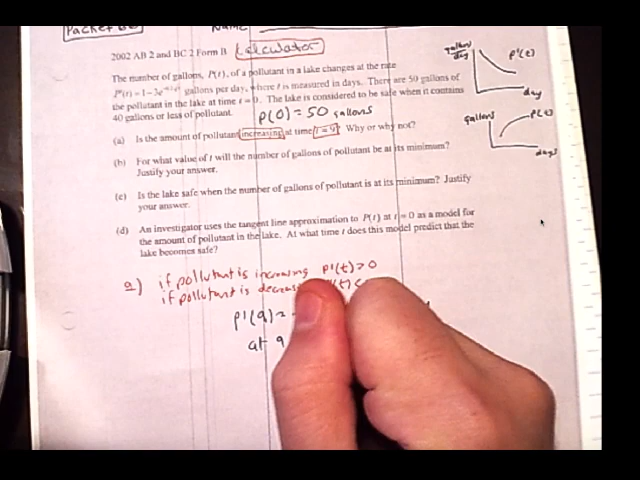 Packet
Name
2002 AB 2 and BC 2 Form B Calculator
The number of gallons, P(t), of a pollutant in a lake changes at the rate
gallons per day, where t is measured in days. There are 50 gallons of
the pollutant in the lake at time t = 0. The lake is considered to be safe when it contains
40 gallons or less of pollutant. P(0) = 50 gallons
(a) Is the amount of pollutant increasing at time t = 9? Why or why not?
(b) For what value of t will the number of gallons of pollutant be at its minimum?
Justify your answer.
(c) Is the lake safe when the number of gallons of pollutant is at its minimum? Justify
your answer.
(d) An investigator uses the tangent line approximation to P(t) at t = 0 as a model for
the amount of pollutant in the lake. At what time t does this model predict that the
lake becomes safe?
gallons/day P'(t)
day
gallons P(t)
days
a) if pollutant is increasing P'(t) > 0
if pollutant is (t) <
P'(9) =
at 9